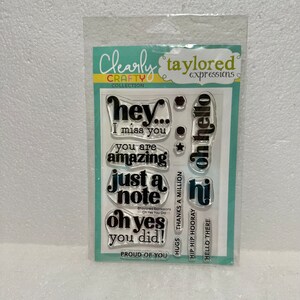 Clearly
CRAFTY
COLLECTION
taylored
expressions
hey...
I miss you
you are
amazing
just a
note
oh yes
you did!
PROUD OF YOU
HUGS
THANKS A MILLION
hi
HIP HIP HOORAY
oh hello
HELLO THERE